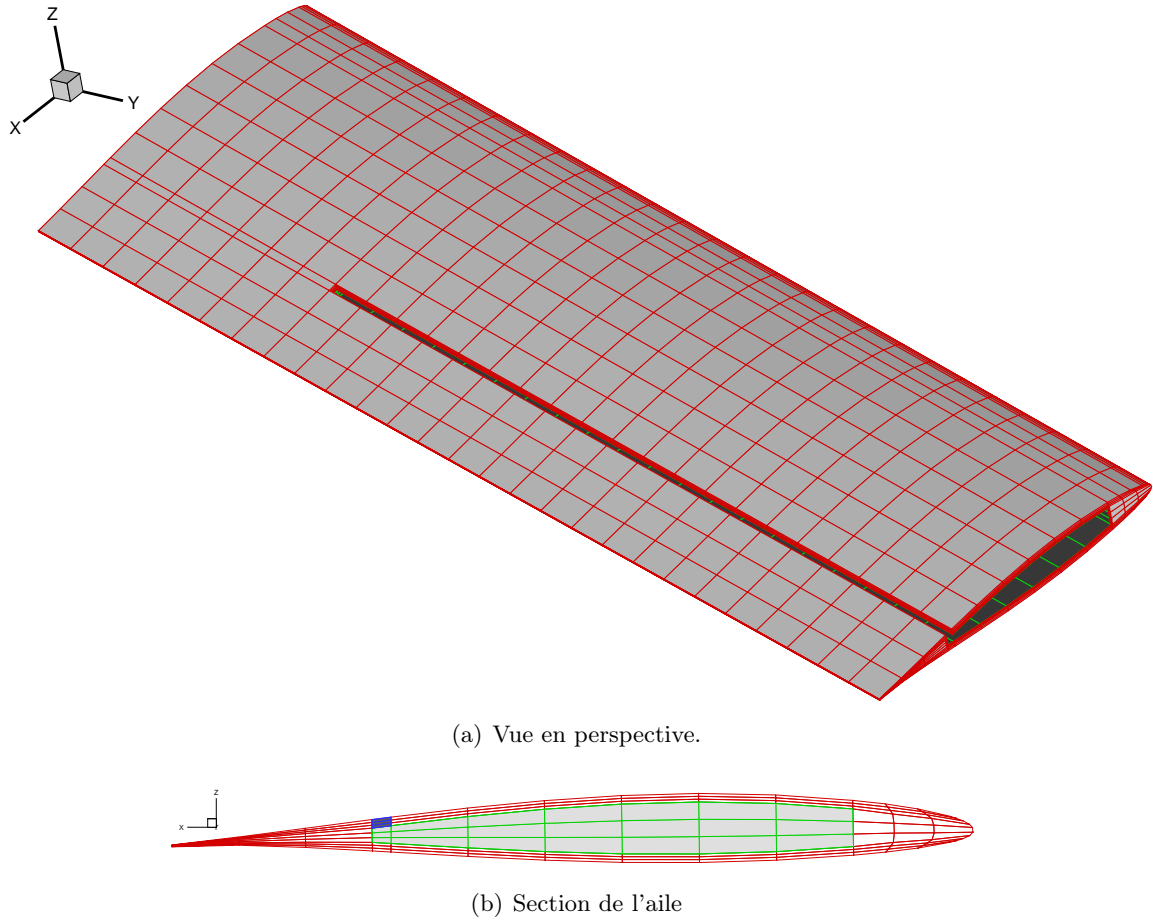 Z
Y
X
(a) Vue en perspective.
z
x
(b) Section de l'aile